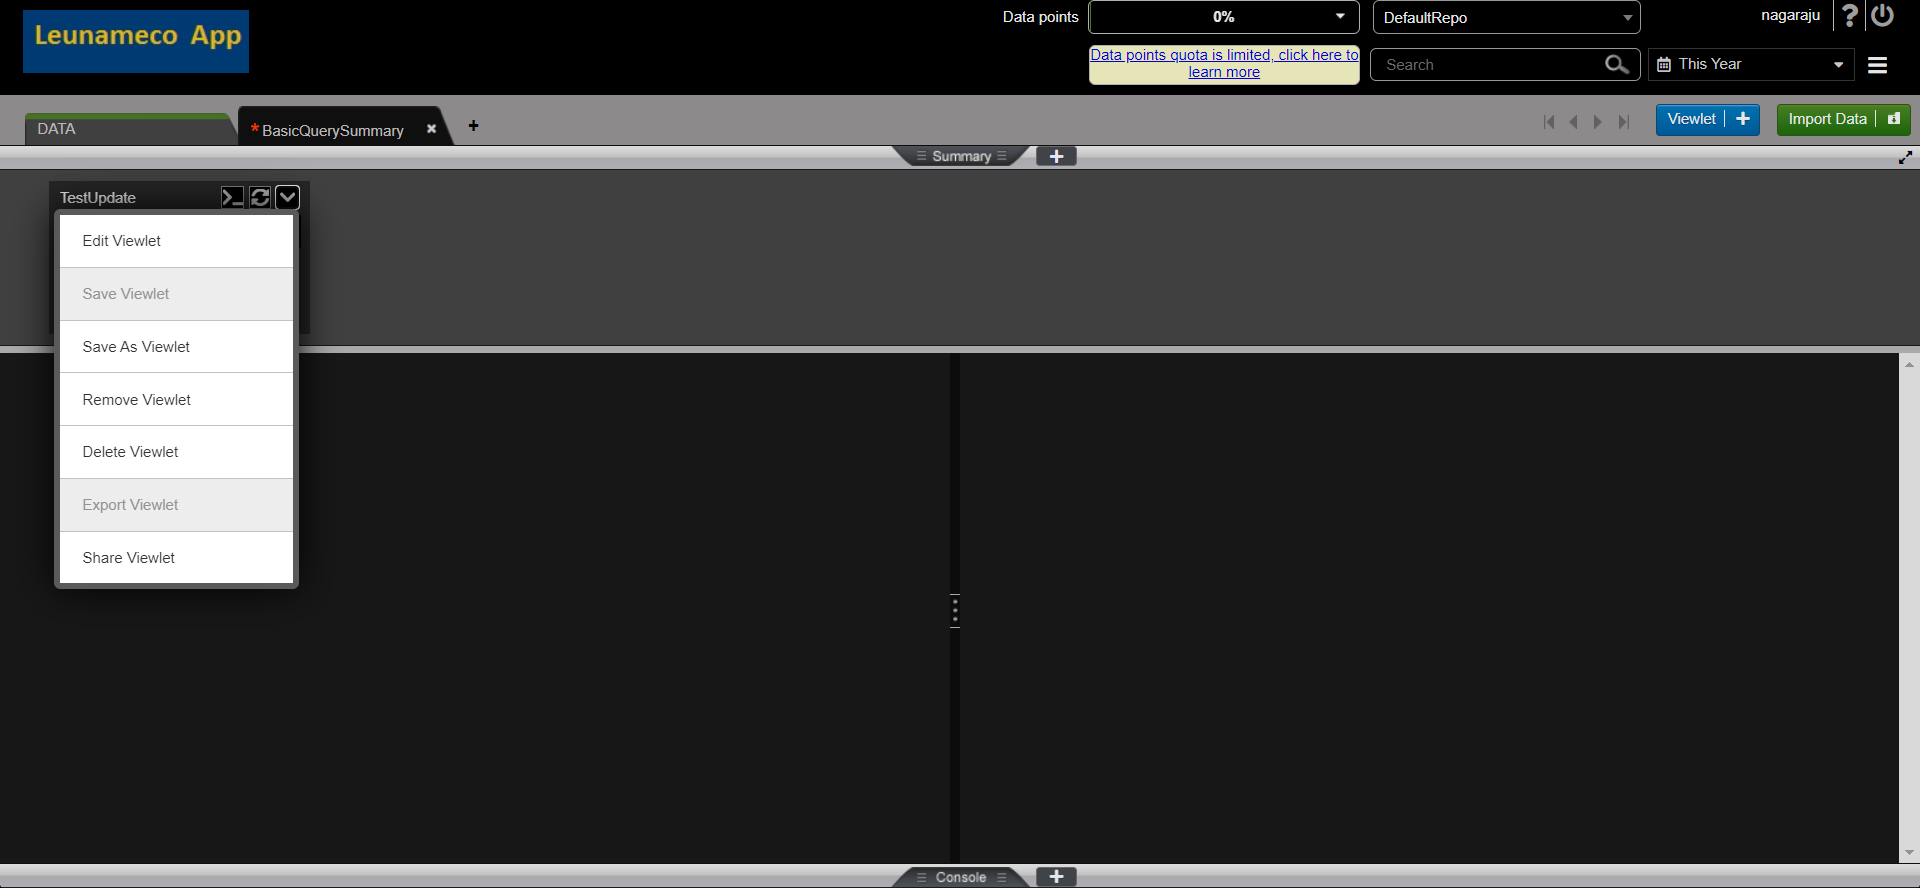 Leunameco App
Data points
0%
DefaultRepo
nagaraju
?
Data points quota is limited, click here to
learn more
Search
This Year
DATA
*BasicQuerySummary
Viewlet
Import Data
Summary
TestUpdate
Edit Viewlet
Save Viewlet
Save As Viewlet
Remove Viewlet
Delete Viewlet
Export Viewlet
Share Viewlet
Console